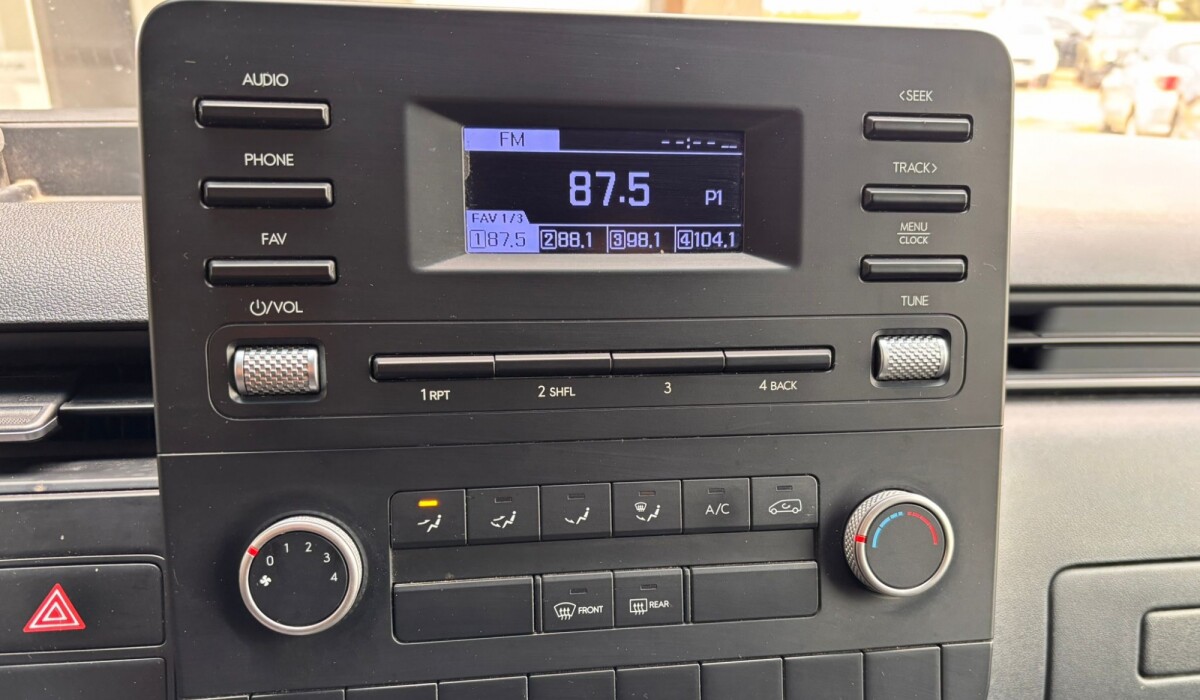 AUDIO
PHONE
FAV
⏻/VOL
FM
--:-- --
87.5
P1
FAV 1/3
1 87.5 2 88.1 3 98.1 4 104.1
<SEEK
TRACK>
MENU
CLOCK
TUNE
1 RPT 2 SHFL 3 4 BACK
A/C
0 1 2 3 4
FRONT REAR